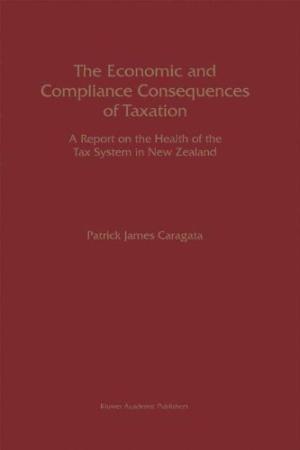 The Economic and
Compliance Consequences
of Taxation
A Report on the Health of the
Tax System in New Zealand
Patrick James Caragata
Kluwer Academic Publishers